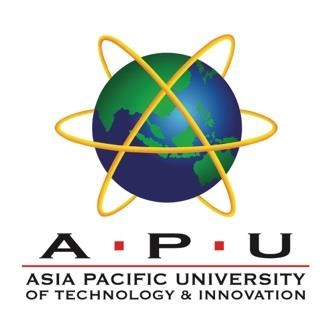 A · P · U
ASIA PACIFIC UNIVERSITY
OF TECHNOLOGY & INNOVATION